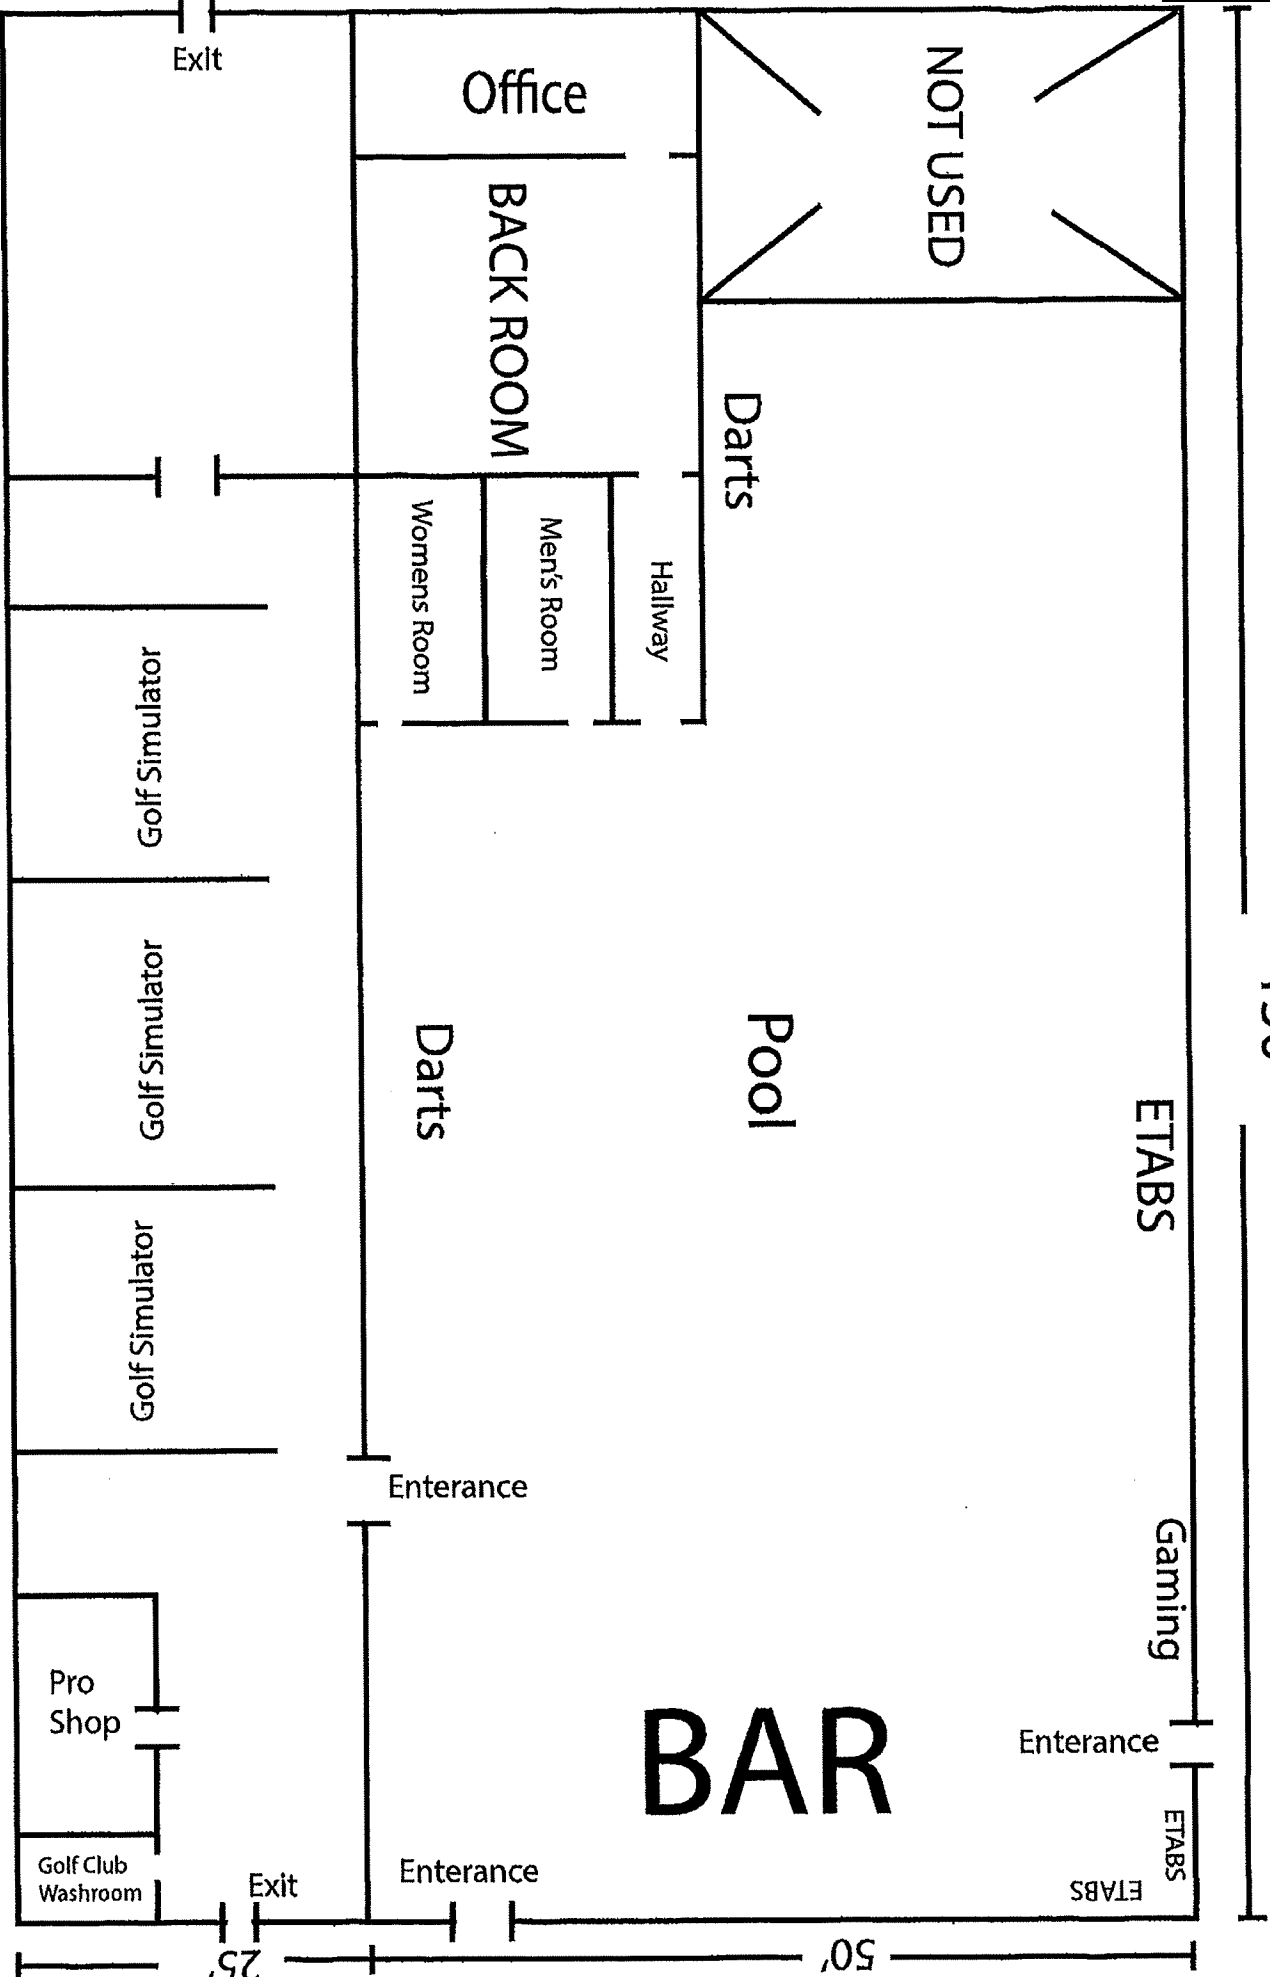 Exit
Office
NOT USED
BACK ROOM
Darts
Womens Room
Men's Room
Hallway
Golf Simulator
Golf Simulator
Darts
Pool
ETABS
Golf Simulator
Enterance
Gaming
Pro
Shop
BAR
Enterance
ETABS
Golf Club
Washroom
Exit
Enterance
ETABS
25'
50'